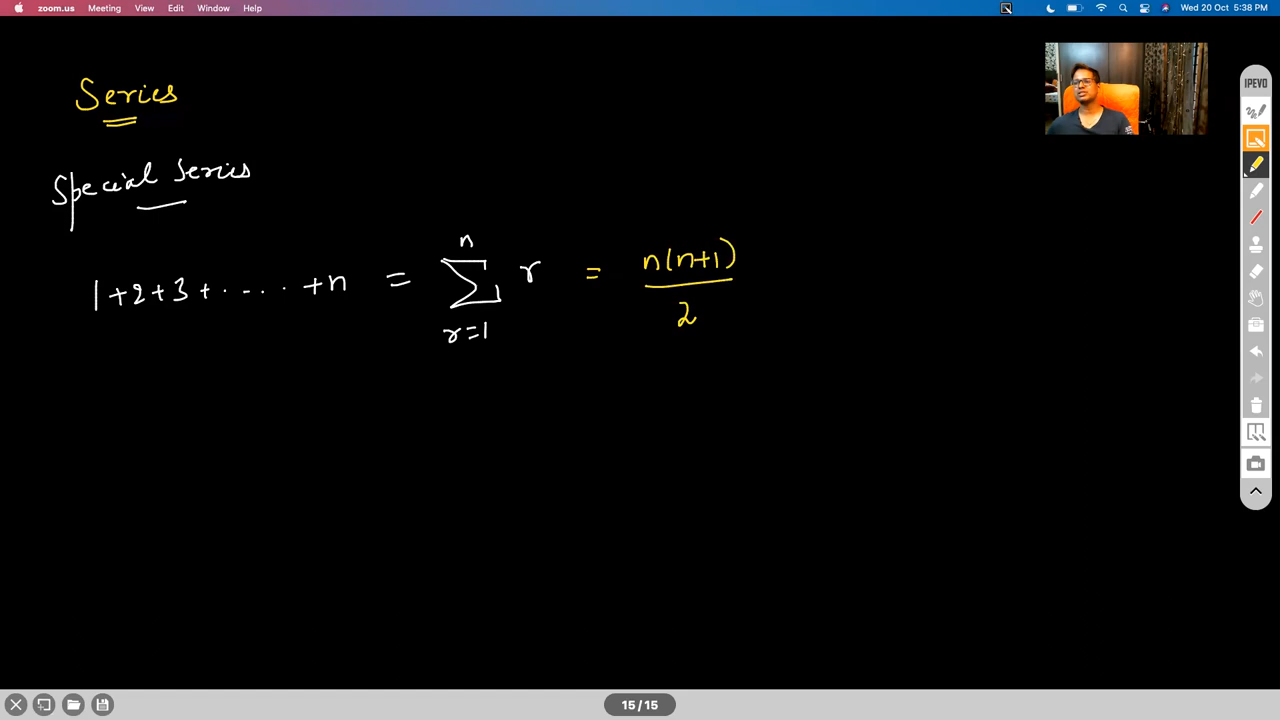 zoom.us Meeting View Edit Window Help Wed 20 Oct 5:38 PM
IPEVO
Series
Special Series
1+2+3+.....+n = n∑r=1 r = n(n+1)/2
15/15